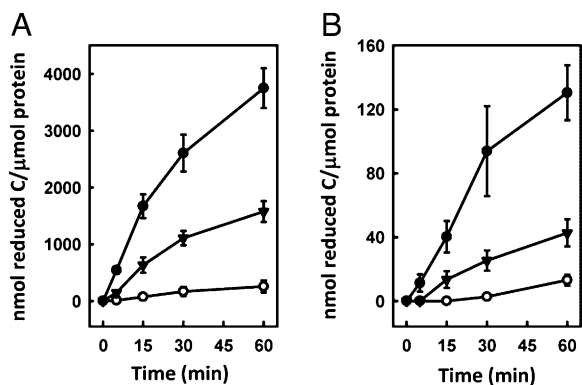 A
B
nmol reduced C/μmol protein
4000
3000
2000
1000
0
0 15 30 45 60
Time (min)
nmol reduced C/μmol protein
160
120
80
40
0
0 15 30 45 60
Time (min)